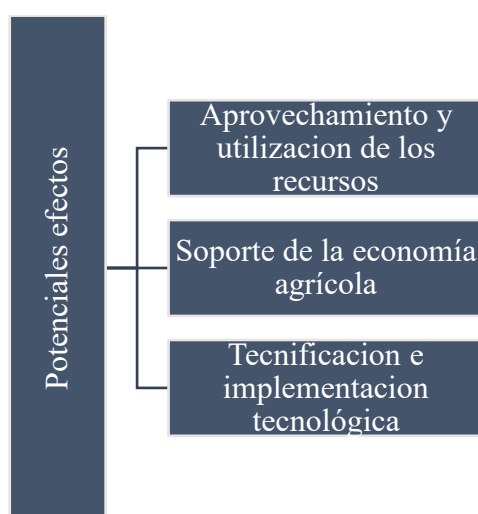 Potenciales efectos
Aprovechamiento y
utilizacion de los
recursos
Soporte de la economía
agrícola
Tecnificacion e
implementacion
tecnológica